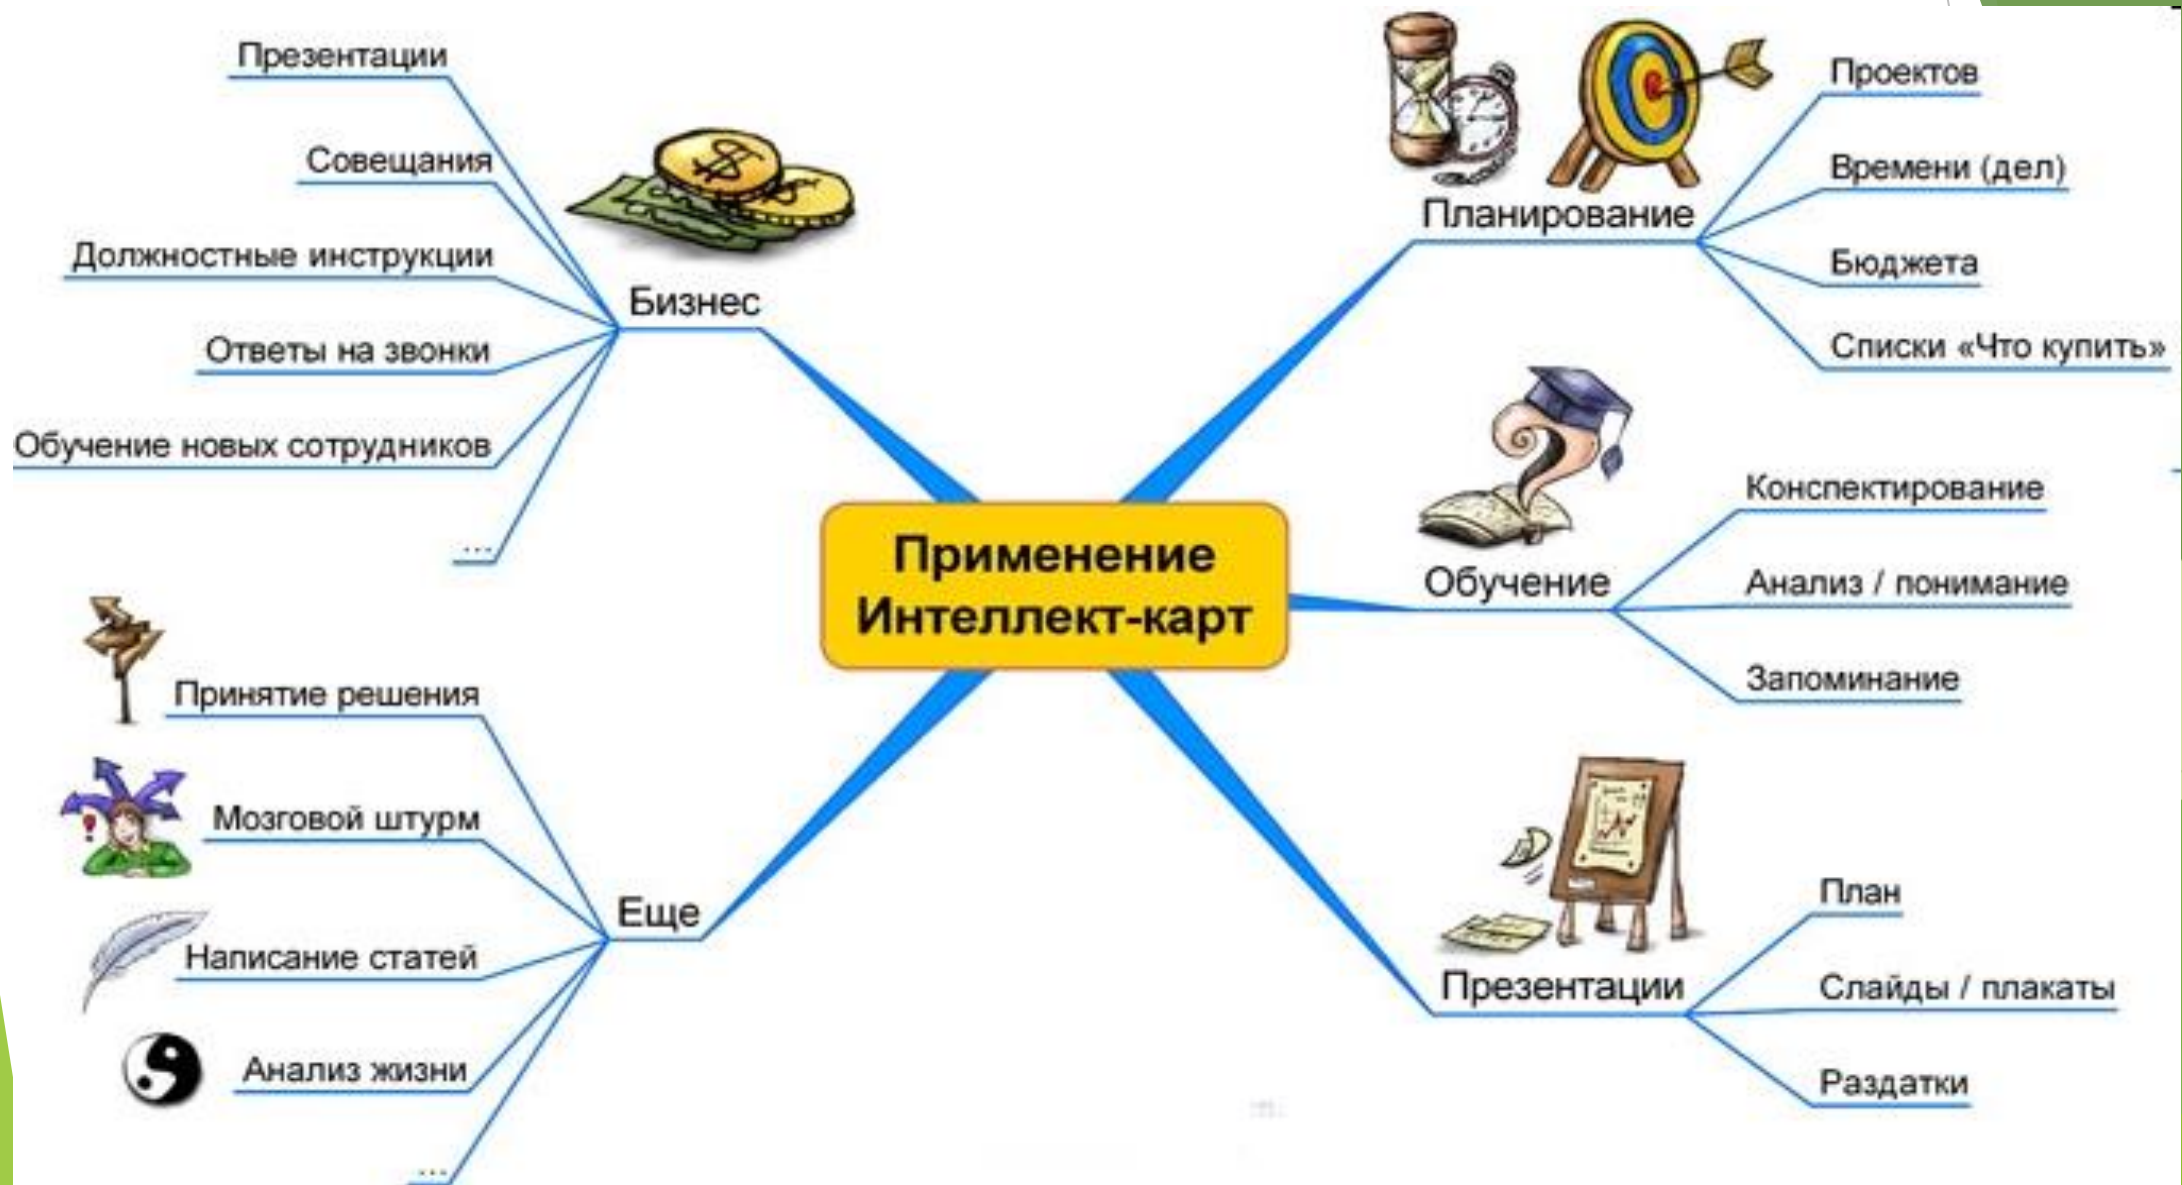 Применение
Интеллект-карт
Планирование
Проектов
Времени (дел)
Бюджета
Списки «Что купить»
Обучение
Конспектирование
Анализ / понимание
Запоминание
Презентации
План
Слайды / плакаты
Раздатки
Бизнес
Презентации
Совещания
Должностные инструкции
Ответы на звонки
Обучение новых сотрудников
...
Еще
Принятие решения
Мозговой штурм
Написание статей
Анализ жизни
...